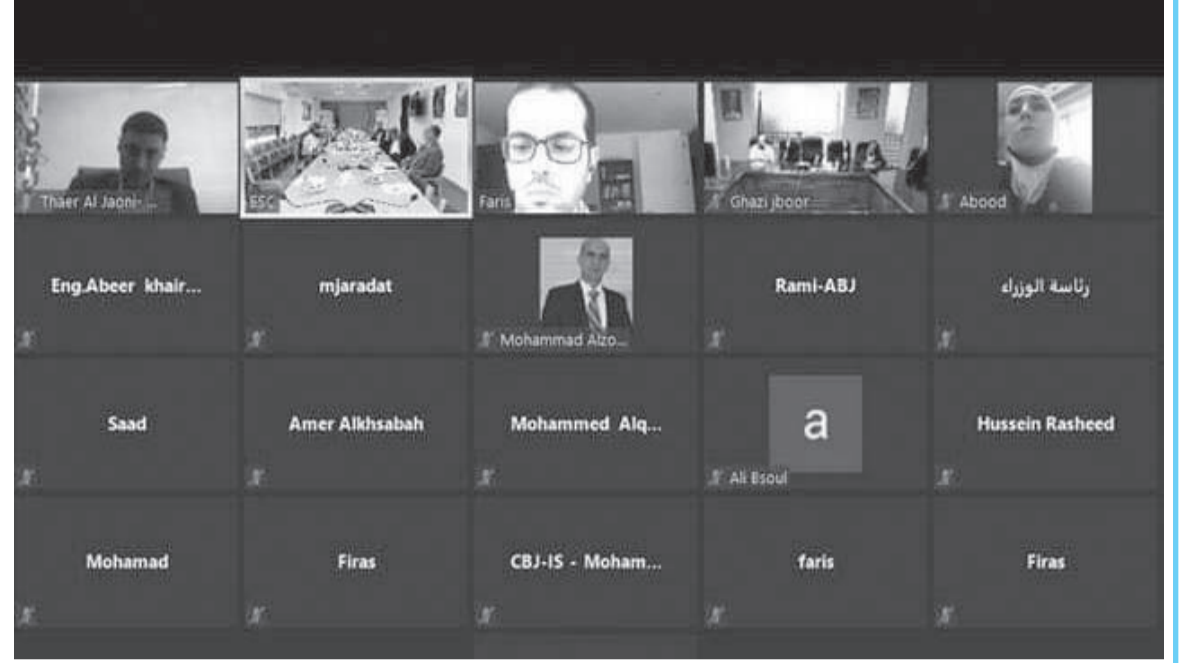 Thaer Al Jaoni- ...
ESC
Faris
Ghazi jboor
Abood
Eng.Abeer khair...
mjaradat
Mohammad Alzo...
Rami-ABJ
رئاسة الوزراء
Saad
Amer Alkhsabah
Mohammed Alq...
a
Ali Bsoul
Hussein Rasheed
Mohamad
Firas
CBJ-IS - Moham...
faris
Firas